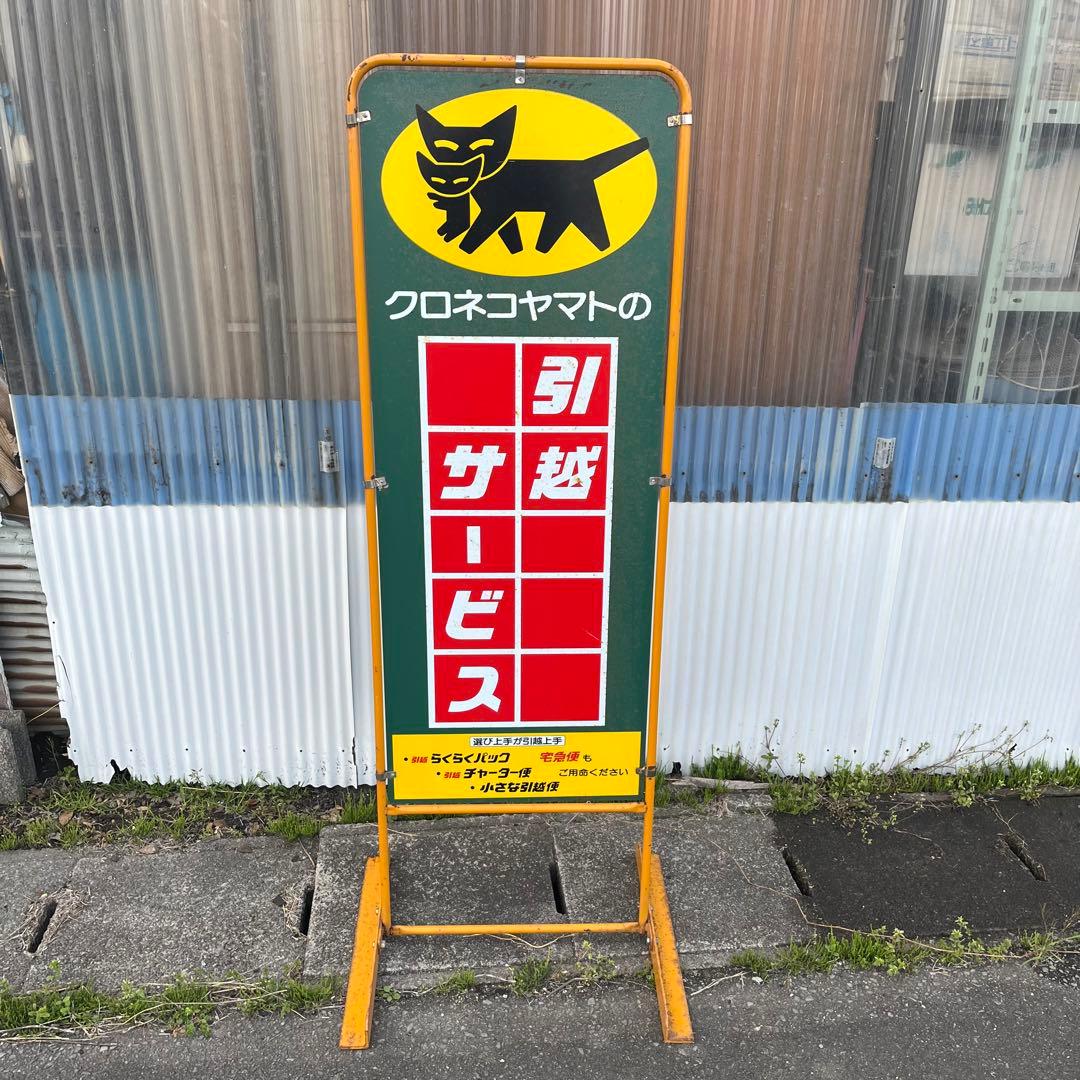 クロネコヤマトの
引越
サービス
選び上手が引越上手
・引越 らくらくパック
・引越 チャーター便
・小さな引越便
宅急便も
ご用命ください